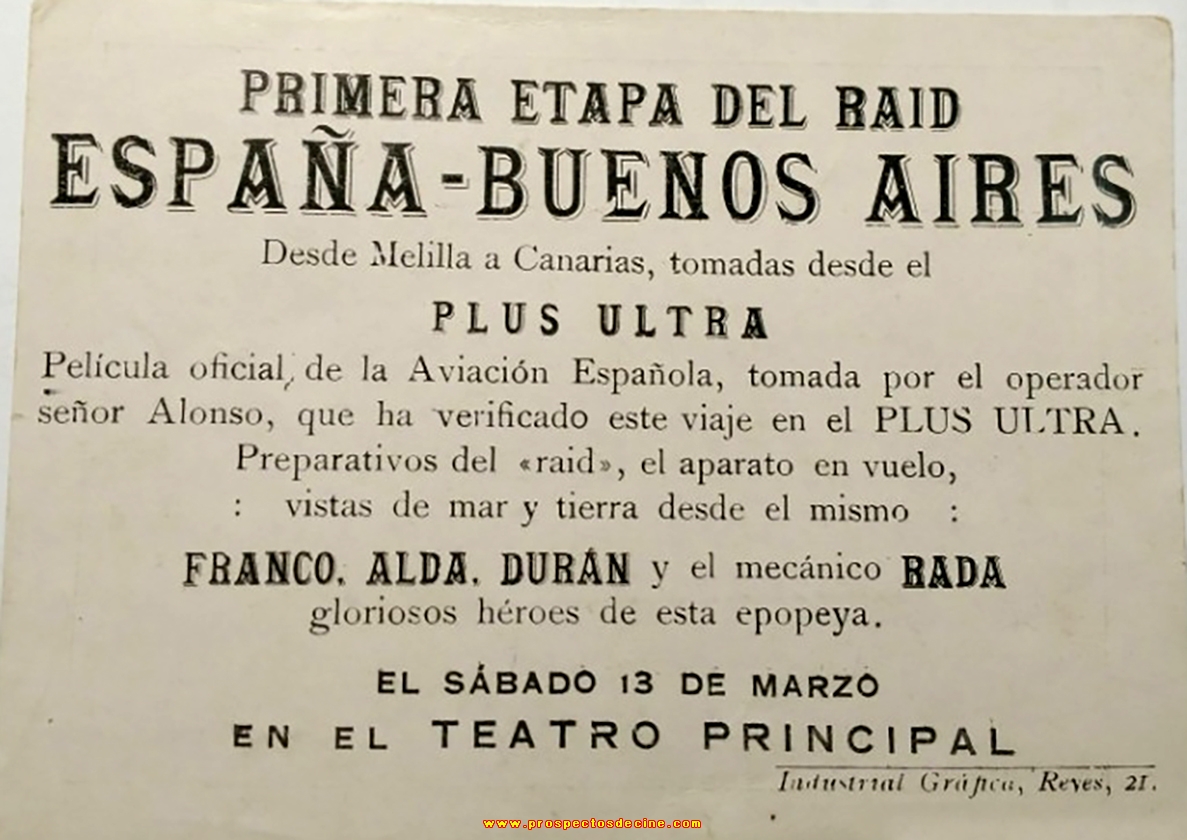 PRIMERA ETAPA DEL RAID
ESPAÑA-BUENOS AIRES
Desde Melilla a Canarias, tomadas desde el
PLUS ULTRA
Película oficial, de la Aviación Española, tomada por el operador
señor Alonso, que ha verificado este viaje en el PLUS ULTRA.
Preparativos del «raid», el aparato en vuelo,
: vistas de mar y tierra desde el mismo :
FRANCO, ALDA, DURÁN y el mecánico RADA
gloriosos héroes de esta epopeya.
EL SÁBADO 13 DE MARZO
EN EL TEATRO PRINCIPAL
Industrial Gráfica, Reyes, 21.
www.prospectosdecine.com